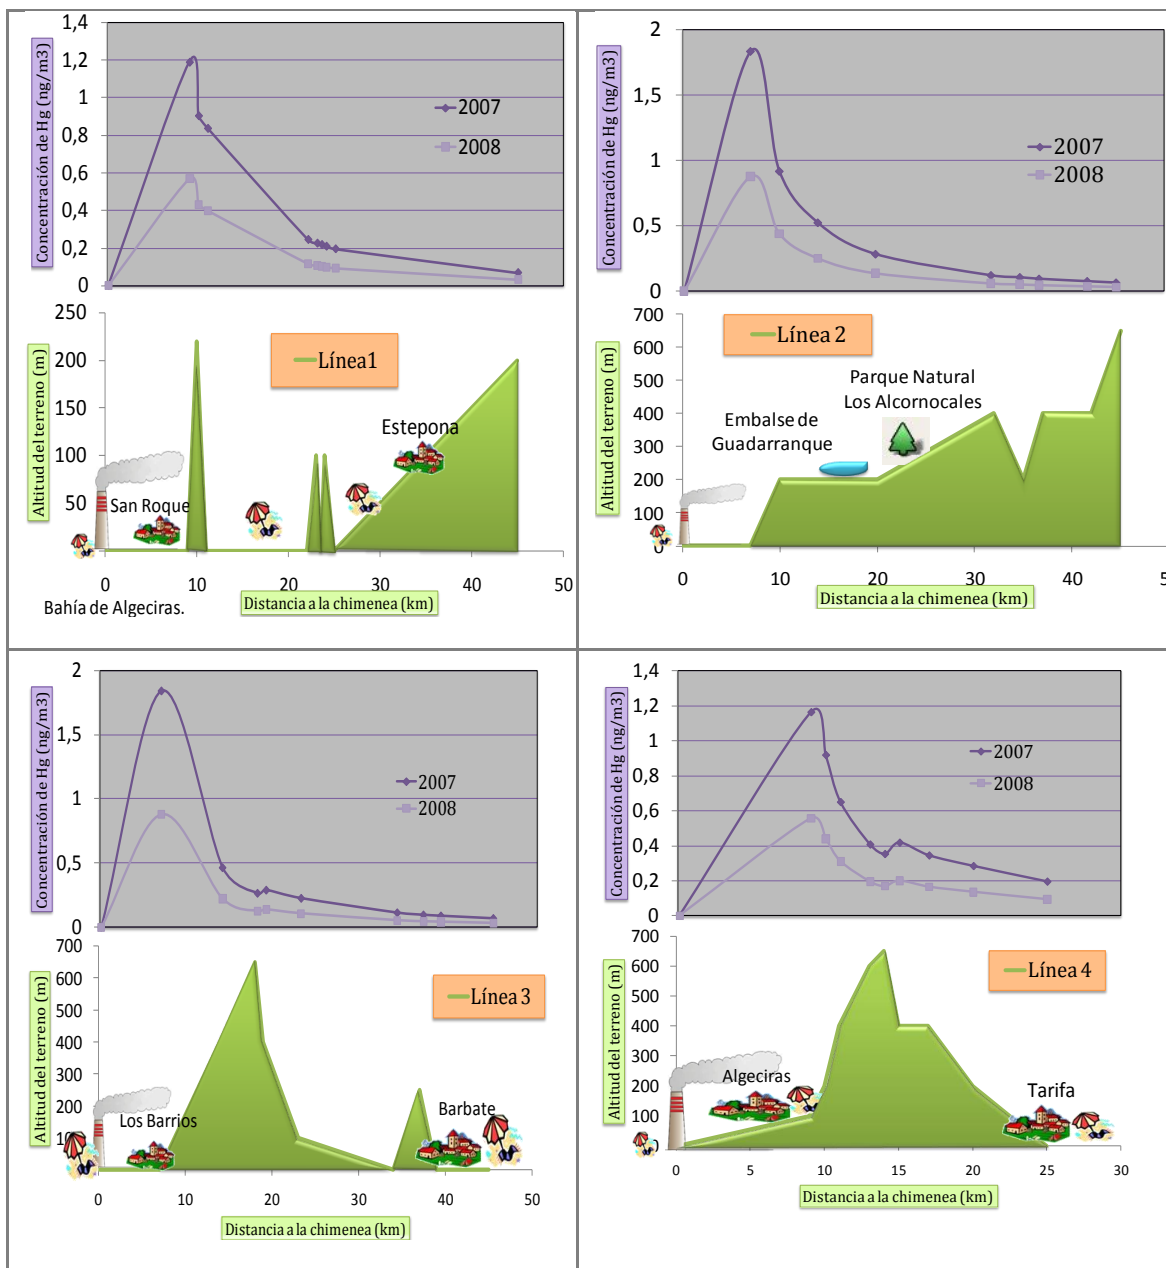 1,4
1,2
1
0,8
0,6
0,4
0,2
0
Concentración de Hg (ng/m3)
2007
2008
250
200
150
100
50
Altitud del terreno (m)
Línea1
San Roque
Estepona
0 10 20 30 40 50
Bahía de Algeciras.
Distancia a la chimenea (km)
2
1,5
1
0,5
0
Concentración de Hg (ng/m3)
2007
2008
700
600
500
400
300
200
100
0
Altitud del terreno (m)
Línea 2
Parque Natural
Los Alcornocales
Embalse de
Guadarranque
0 10 20 30 40 5
Distancia a la chimenea (km)
2
1,5
1
0,5
0
Concentración de Hg (ng/m3)
2007
2008
700
600
500
400
300
200
100
Altitud del terreno (m)
Línea 3
Los Barrios
Barbate
0 10 20 30 40 50
Distancia a la chimenea (km)
1,4
1,2
1
0,8
0,6
0,4
0,2
0
Concentración de Hg (ng/m3)
2007
2008
700
600
500
400
300
200
100
Altitud del terreno (m)
Línea 4
Algeciras
Tarifa
0 5 10 15 20 25 30
Distancia a la chimenea (km)